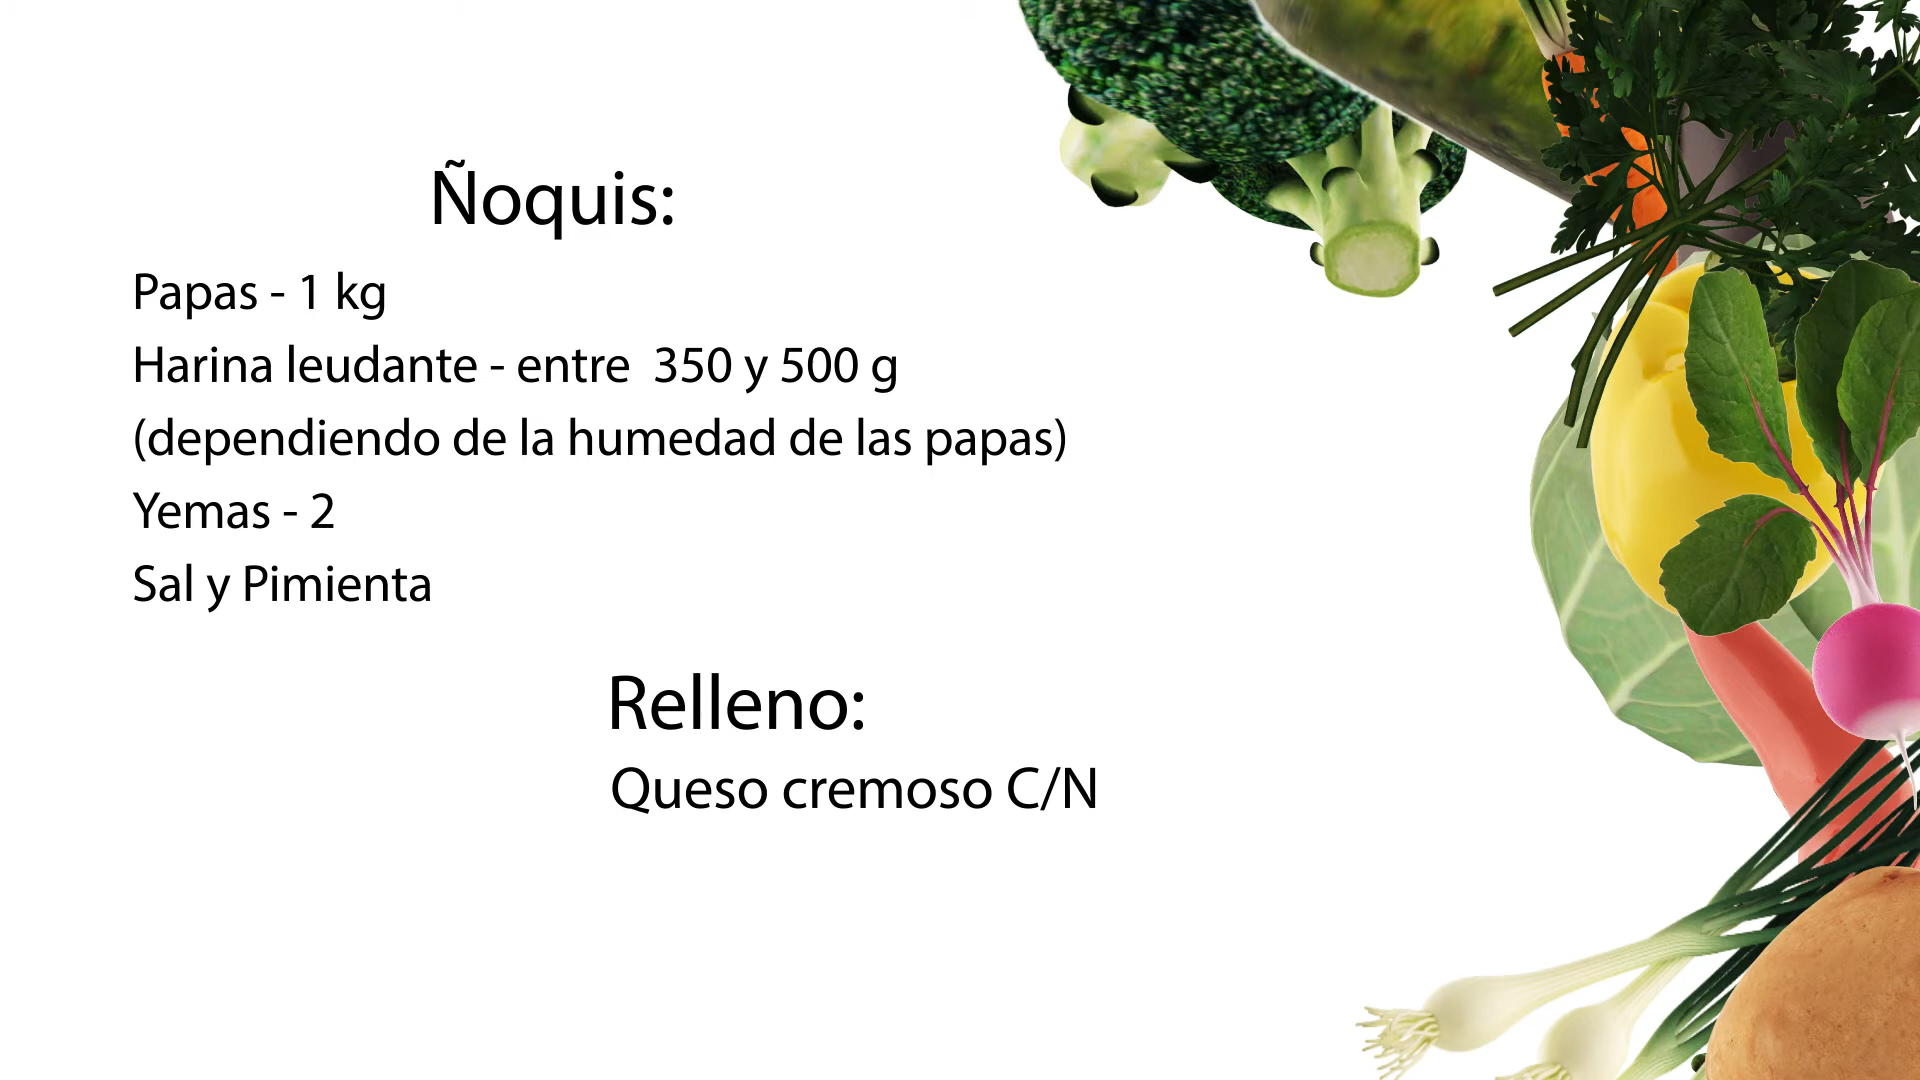 Ñoquis:
Papas - 1 kg
Harina leudante - entre  350 y 500 g
(dependiendo de la humedad de las papas)
Yemas - 2
Sal y Pimienta
Relleno:
Queso cremoso C/N